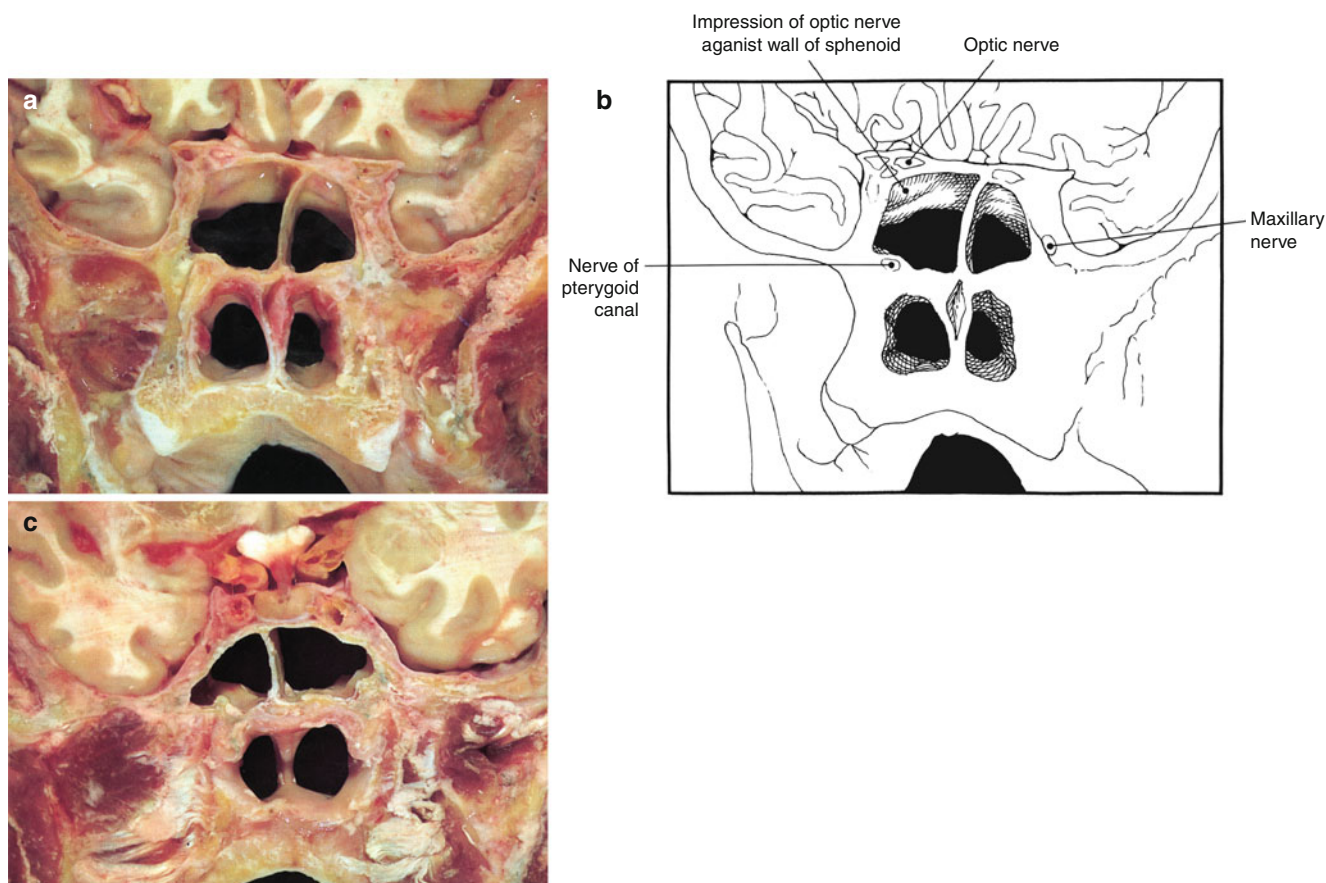 a
Impression of optic nerve
aganist wall of sphenoid
Optic nerve
b
Maxillary
nerve
Nerve of
pterygoid
canal
c